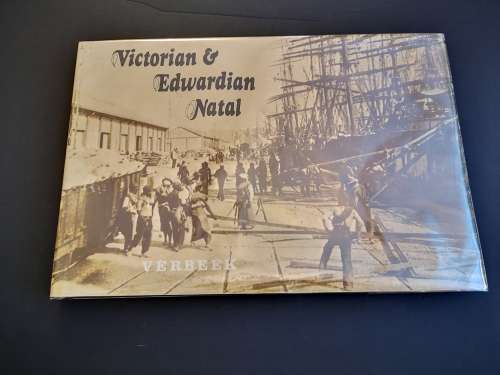 Victorian &
Edwardian
Natal
VERBEEK